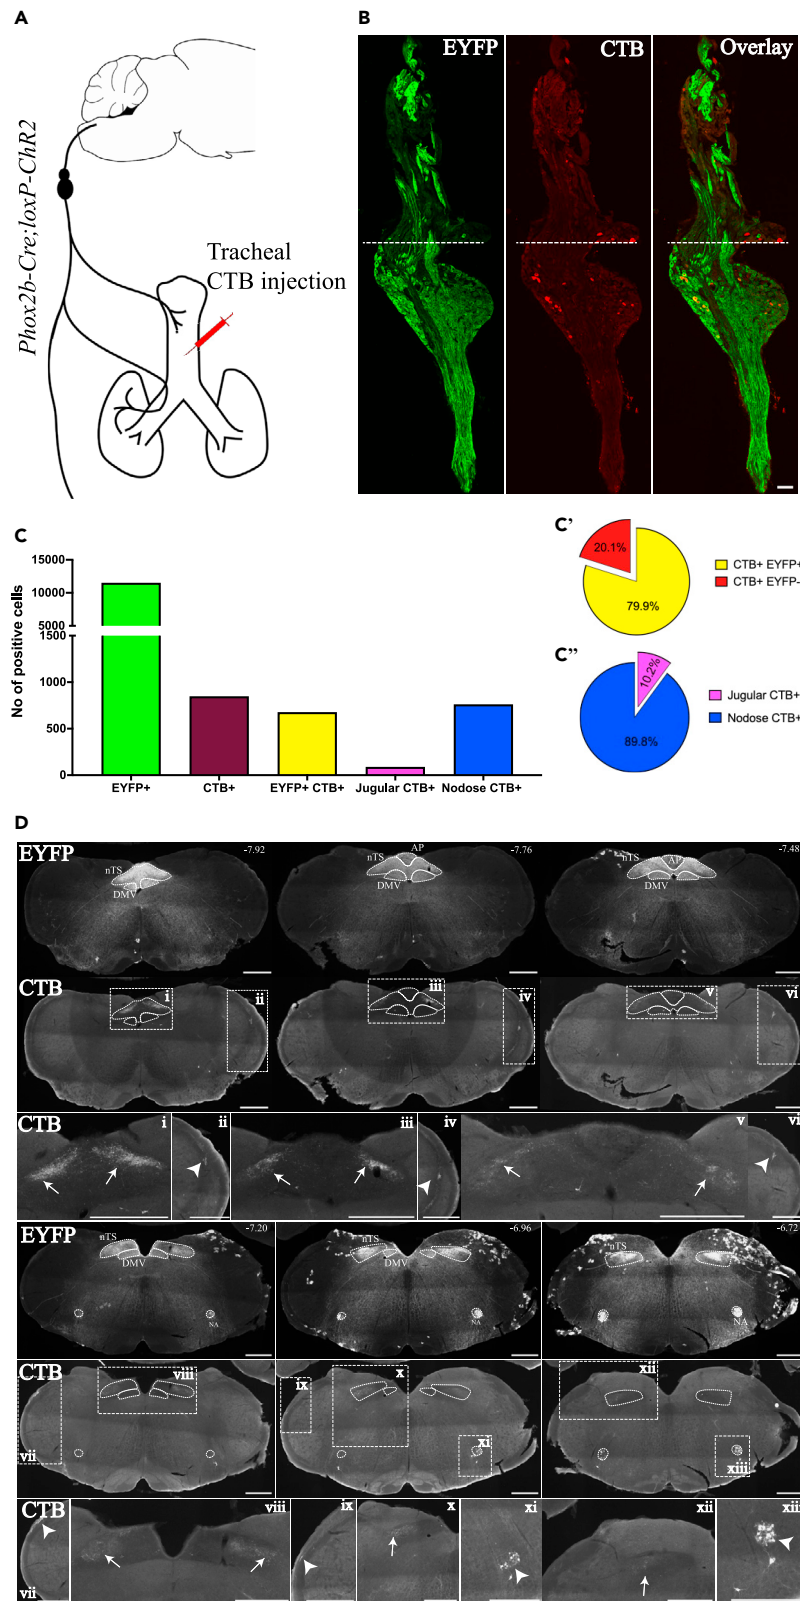 A
Phox2b-Cre;loxP-ChR2
Tracheal
CTB injection
B
EYFP
CTB
Overlay
C
No of positive cells
15000
10000
5000
1500
1000
500
0
EYFP+
CTB+
EYFP+ CTB+
Jugular CTB+
Nodose CTB+
C'
20.1%
79.9%
CTB+ EYFP+
CTB+ EYFP-
C"
10.2%
89.8%
Jugular CTB+
Nodose CTB+
D
EYFP
nTS
DMV
-7.92
nTS
AP
DMV
-7.76
nTS
AP
DMV
-7.48
CTB
i
ii
iii
iv
v
vi
CTB
i
ii
iii
iv
v
vi
EYFP
nTS
DMV
NA
-7.20
nTS
DMV
NA
-6.96
nTS
NA
-6.72
CTB
vii
viii
ix
x
xi
xii
xiii
CTB
vii
viii
ix
x
xi
xii
xiii